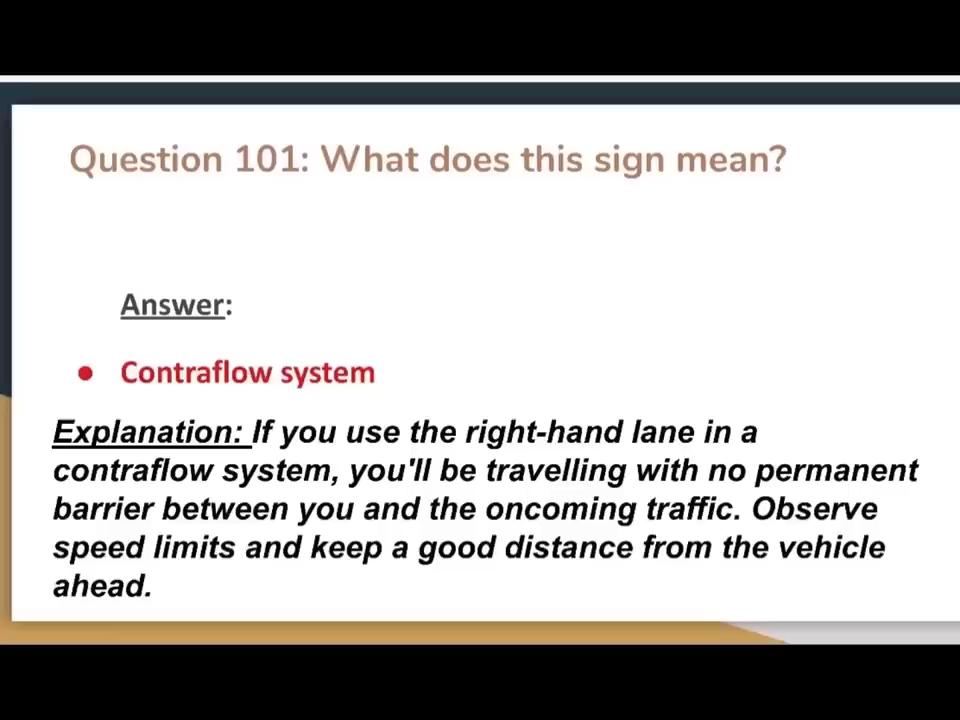 Question 101: What does this sign mean?
Answer:
● Contraflow system
Explanation: If you use the right-hand lane in a
contraflow system, you'll be travelling with no permanent
barrier between you and the oncoming traffic. Observe
speed limits and keep a good distance from the vehicle
ahead.